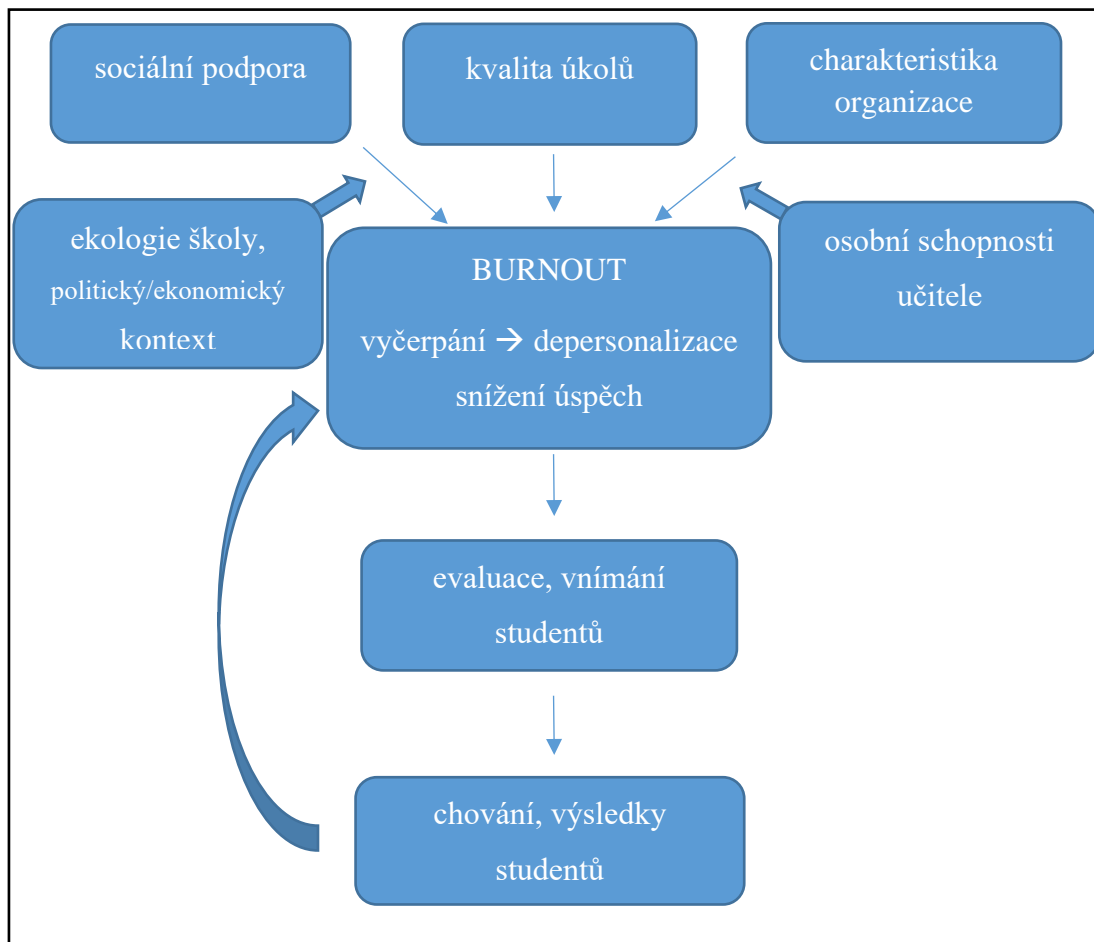 sociální podpora
kvalita úkolů
charakteristika
organizace
ekologie školy,
politický/ekonomický
kontext
osobní schopnosti
učitele
BURNOUT
vyčerpání → depersonalizace
snížení úspěch
evaluace, vnímání
studentů
chování, výsledky
studentů